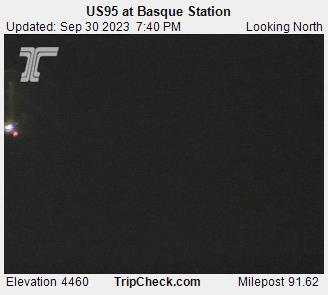 US95 at Basque Station
Updated: Sep 30 2023 7:40 PM Looking North
Elevation 4460 TripCheck.com Milepost 91.62